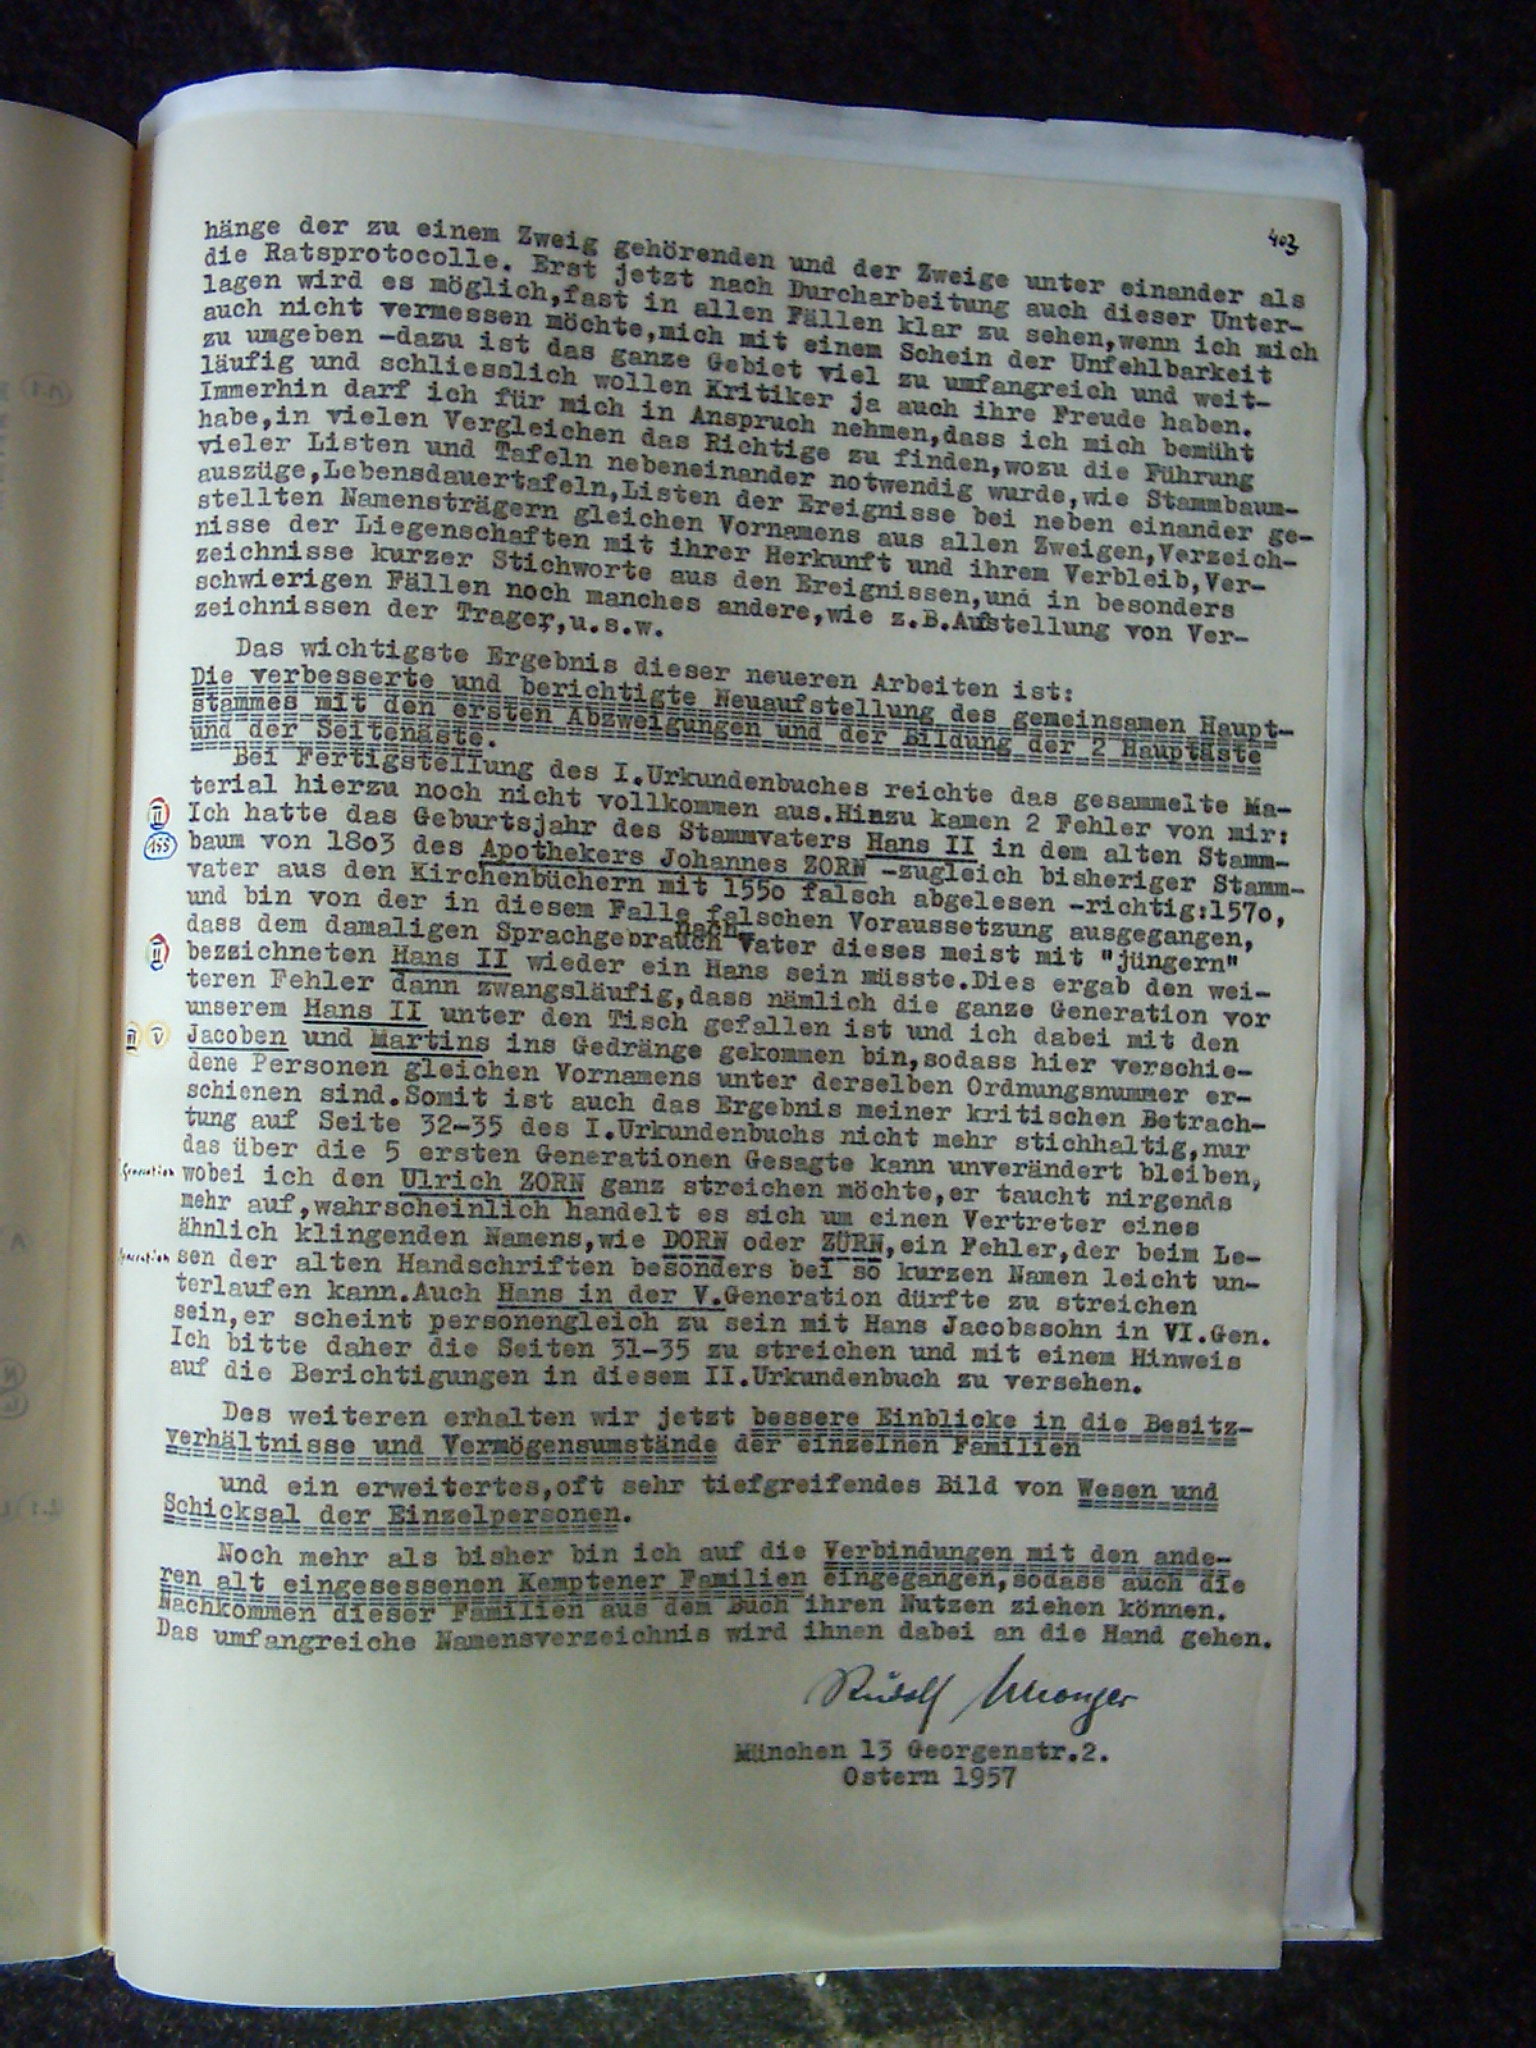 403
hänge der zu einem Zweig gehörenden und der Zweige unter einander als
die Ratsprotocolle. Erst jetzt nach Durcharbeitung auch dieser Unter-
lagen wird es möglich,fast in allen Fällen klar zu sehen,wenn ich mich
auch nicht vermessen möchte,mich mit einem Schein der Unfehlbarkeit
zu umgeben -dazu ist das ganze Gebiet viel zu umfangreich und weit-
läufig und schliesslich wollen Kritiker ja auch ihre Freude haben.
Immerhin darf ich für mich in Anspruch nehmen,dass ich mich bemüht
habe,in vielen Vergleichen das Richtige zu finden,wozu die Führung
vieler Listen und Tafeln nebeneinander notwendig wurde,wie Stammbaum-
auszüge,Lebensdauertafeln,Listen der Ereignisse bei neben einander ge-
stellten Namensträgern gleichen Vornamens aus allen Zweigen,Verzeich-
nisse der Liegenschaften mit ihrer Herkunft und ihrem Verbleib,Ver-
zeichnisse kurzer Stichworte aus den Ereignissen,und in besonders
schwierigen Fällen noch manches andere,wie z.B.Aufstellung von Ver-
zeichnissen der Trager,u.s.w.
Das wichtigste Ergebnis dieser neueren Arbeiten ist:
Die verbesserte und berichtigte Neuaufstellung des gemeinsamen Haupt-
stammes mit den ersten Abzweigungen und der Bildung der 2 Hauptäste
und der Seitenäste.
Bei Fertigstellung des I.Urkundenbuches reichte das gesammelte Ma-
terial hierzu noch nicht vollkommen aus.Hinzu kamen 2 Fehler von mir:
II Ich hatte das Geburtsjahr des Stammvaters Hans II in dem alten Stamm-
155 baum von 1803 des Apothekers Johannes ZORN -zugleich bisheriger Stamm-
vater aus den Kirchenbüchern mit 1550 falsch abgelesen -richtig:1570,
und bin von der in diesem Falle falschen Voraussetzung ausgegangen,
dass dem damaligen Sprachgebrauch nach Vater dieses meist mit "jüngern"
II bezeichneten Hans II wieder ein Hans sein müsste.Dies ergab den wei-
teren Fehler dann zwangsläufig,dass nämlich die ganze Generation vor
unserem Hans II unter den Tisch gefallen ist und ich dabei mit den
III V Jacoben und Martins ins Gedränge gekommen bin,sodass hier verschie-
dene Personen gleichen Vornamens unter derselben Ordnungsnummer er-
schienen sind.Somit ist auch das Ergebnis meiner kritischen Betrach-
tung auf Seite 32-35 des I.Urkundenbuchs nicht mehr stichhaltig,nur
das über die 5 ersten Generationen Gesagte kann unverändert bleiben,
Generation wobei ich den Ulrich ZORN ganz streichen möchte,er taucht nirgends
mehr auf,wahrscheinlich handelt es sich um einen Vertreter eines
ähnlich klingenden Namens,wie DORN oder ZÜRN,ein Fehler,der beim Le-
Generation sen der alten Handschriften besonders bei so kurzen Namen leicht un-
terlaufen kann.Auch Hans in der V.Generation dürfte zu streichen
sein,er scheint personengleich zu sein mit Hans Jacobssohn in VI.Gen.
Ich bitte daher die Seiten 31-35 zu streichen und mit einem Hinweis
auf die Berichtigungen in diesem II.Urkundenbuch zu versehen.
Des weiteren erhalten wir jetzt bessere Einblicke in die Besitz-
verhältnisse und Vermögensumstände der einzelnen Familien
und ein erweitertes,oft sehr tiefgreifendes Bild von Wesen und
Schicksal der Einzelpersonen.
Noch mehr als bisher bin ich auf die Verbindungen mit den ande-
ren alt eingesessenen Kemptener Familien eingegangen,sodass auch die
Nachkommen dieser Familien aus dem Buch ihren Nutzen ziehen können.
Das umfangreiche Namensverzeichnis wird ihnen dabei an die Hand gehen.
Rudolf
München 13 Georgenstr.2.
Ostern 1957